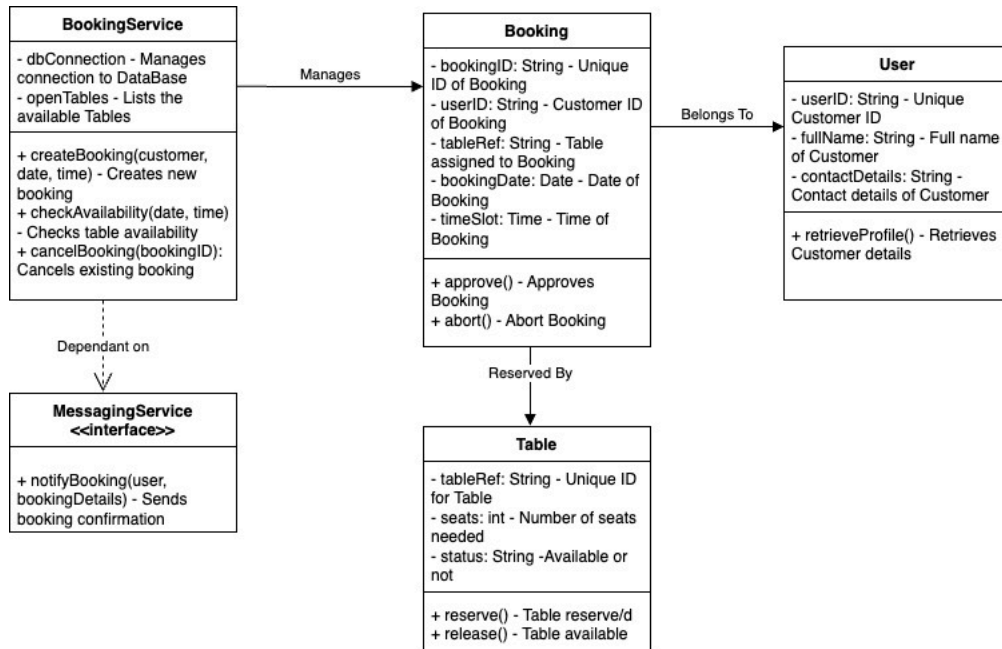 BookingService
- dbConnection - Manages
connection to DataBase
- openTables - Lists the
available Tables
+ createBooking(customer,
date, time) - Creates new
booking
+ checkAvailability(date, time)
- Checks table availability
+ cancelBooking(bookingID):
Cancels existing booking
Manages
Booking
- bookingID: String - Unique
ID of Booking
- userID: String - Customer ID
of Booking
- tableRef: String - Table
assigned to Booking
- bookingDate: Date - Date of
Booking
- timeSlot: Time - Time of
Booking
+ approve() - Approves
Booking
+ abort() - Abort Booking
Belongs To
User
- userID: String - Unique
Customer ID
- fullName: String - Full name
of Customer
- contactDetails: String -
Contact details of Customer
+ retrieveProfile() - Retrieves
Customer details
Dependant on
MessagingService
<<interface>>
+ notifyBooking(user,
bookingDetails) - Sends
booking confirmation
Reserved By
Table
- tableRef: String - Unique ID
for Table
- seats: int - Number of seats
needed
- status: String -Available or
not
+ reserve() - Table reserve/d
+ release() - Table available